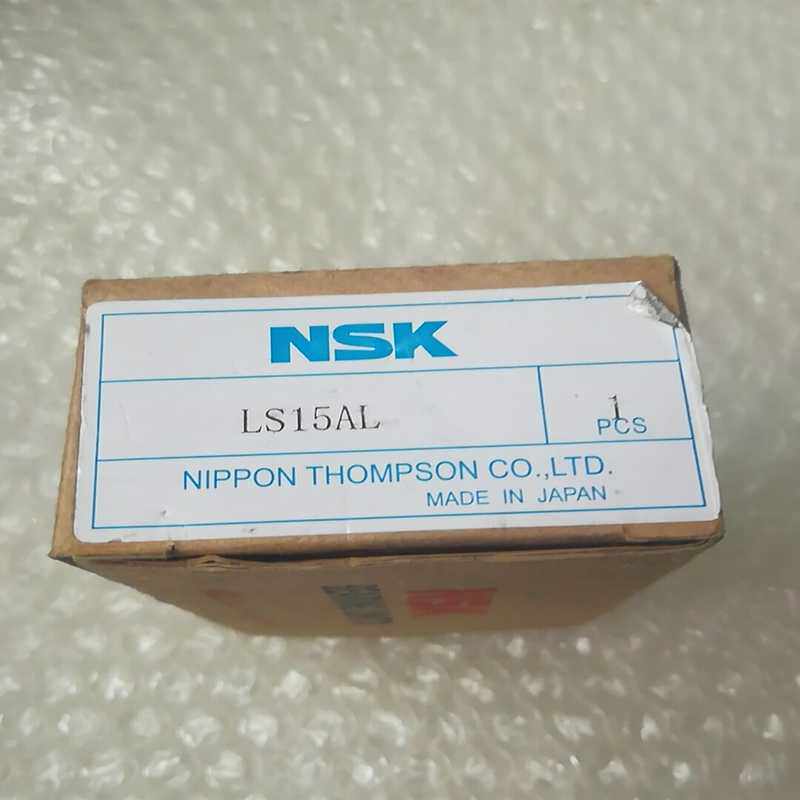 NSK
LS15AL
1
PCS
NIPPON THOMPSON CO.,LTD.
MADE IN JAPAN